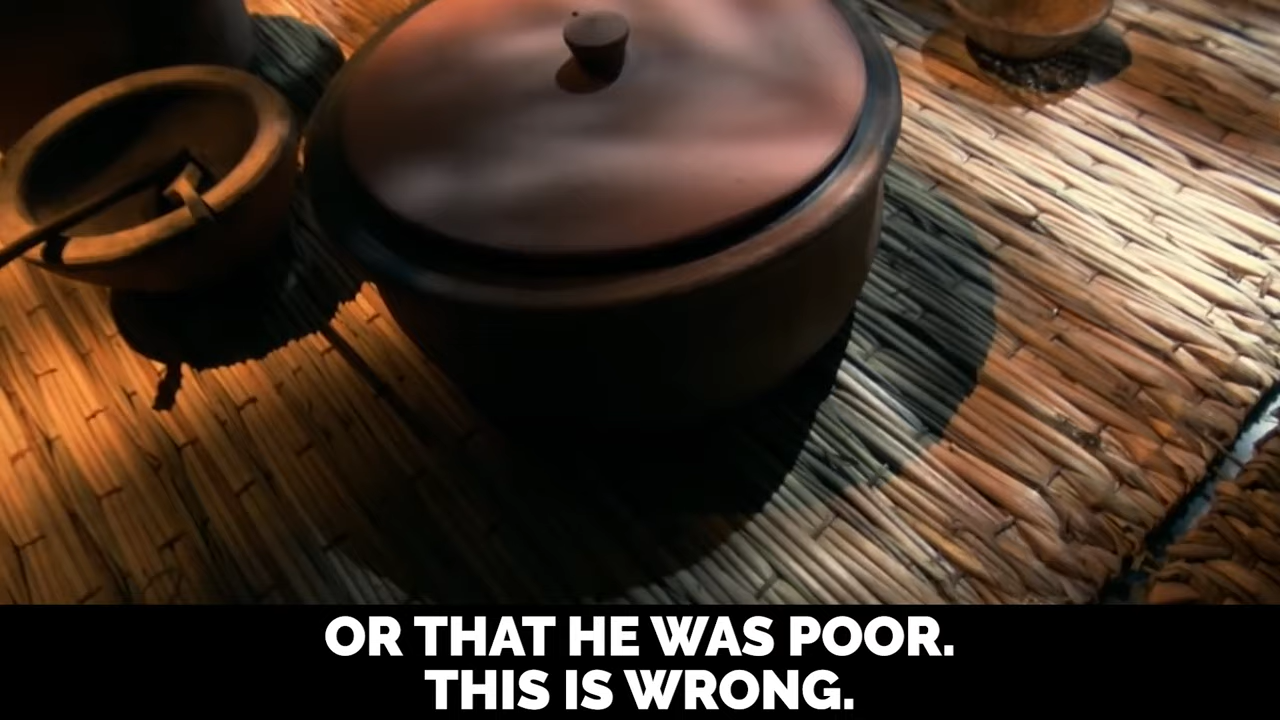 OR THAT HE WAS POOR.
THIS IS WRONG.